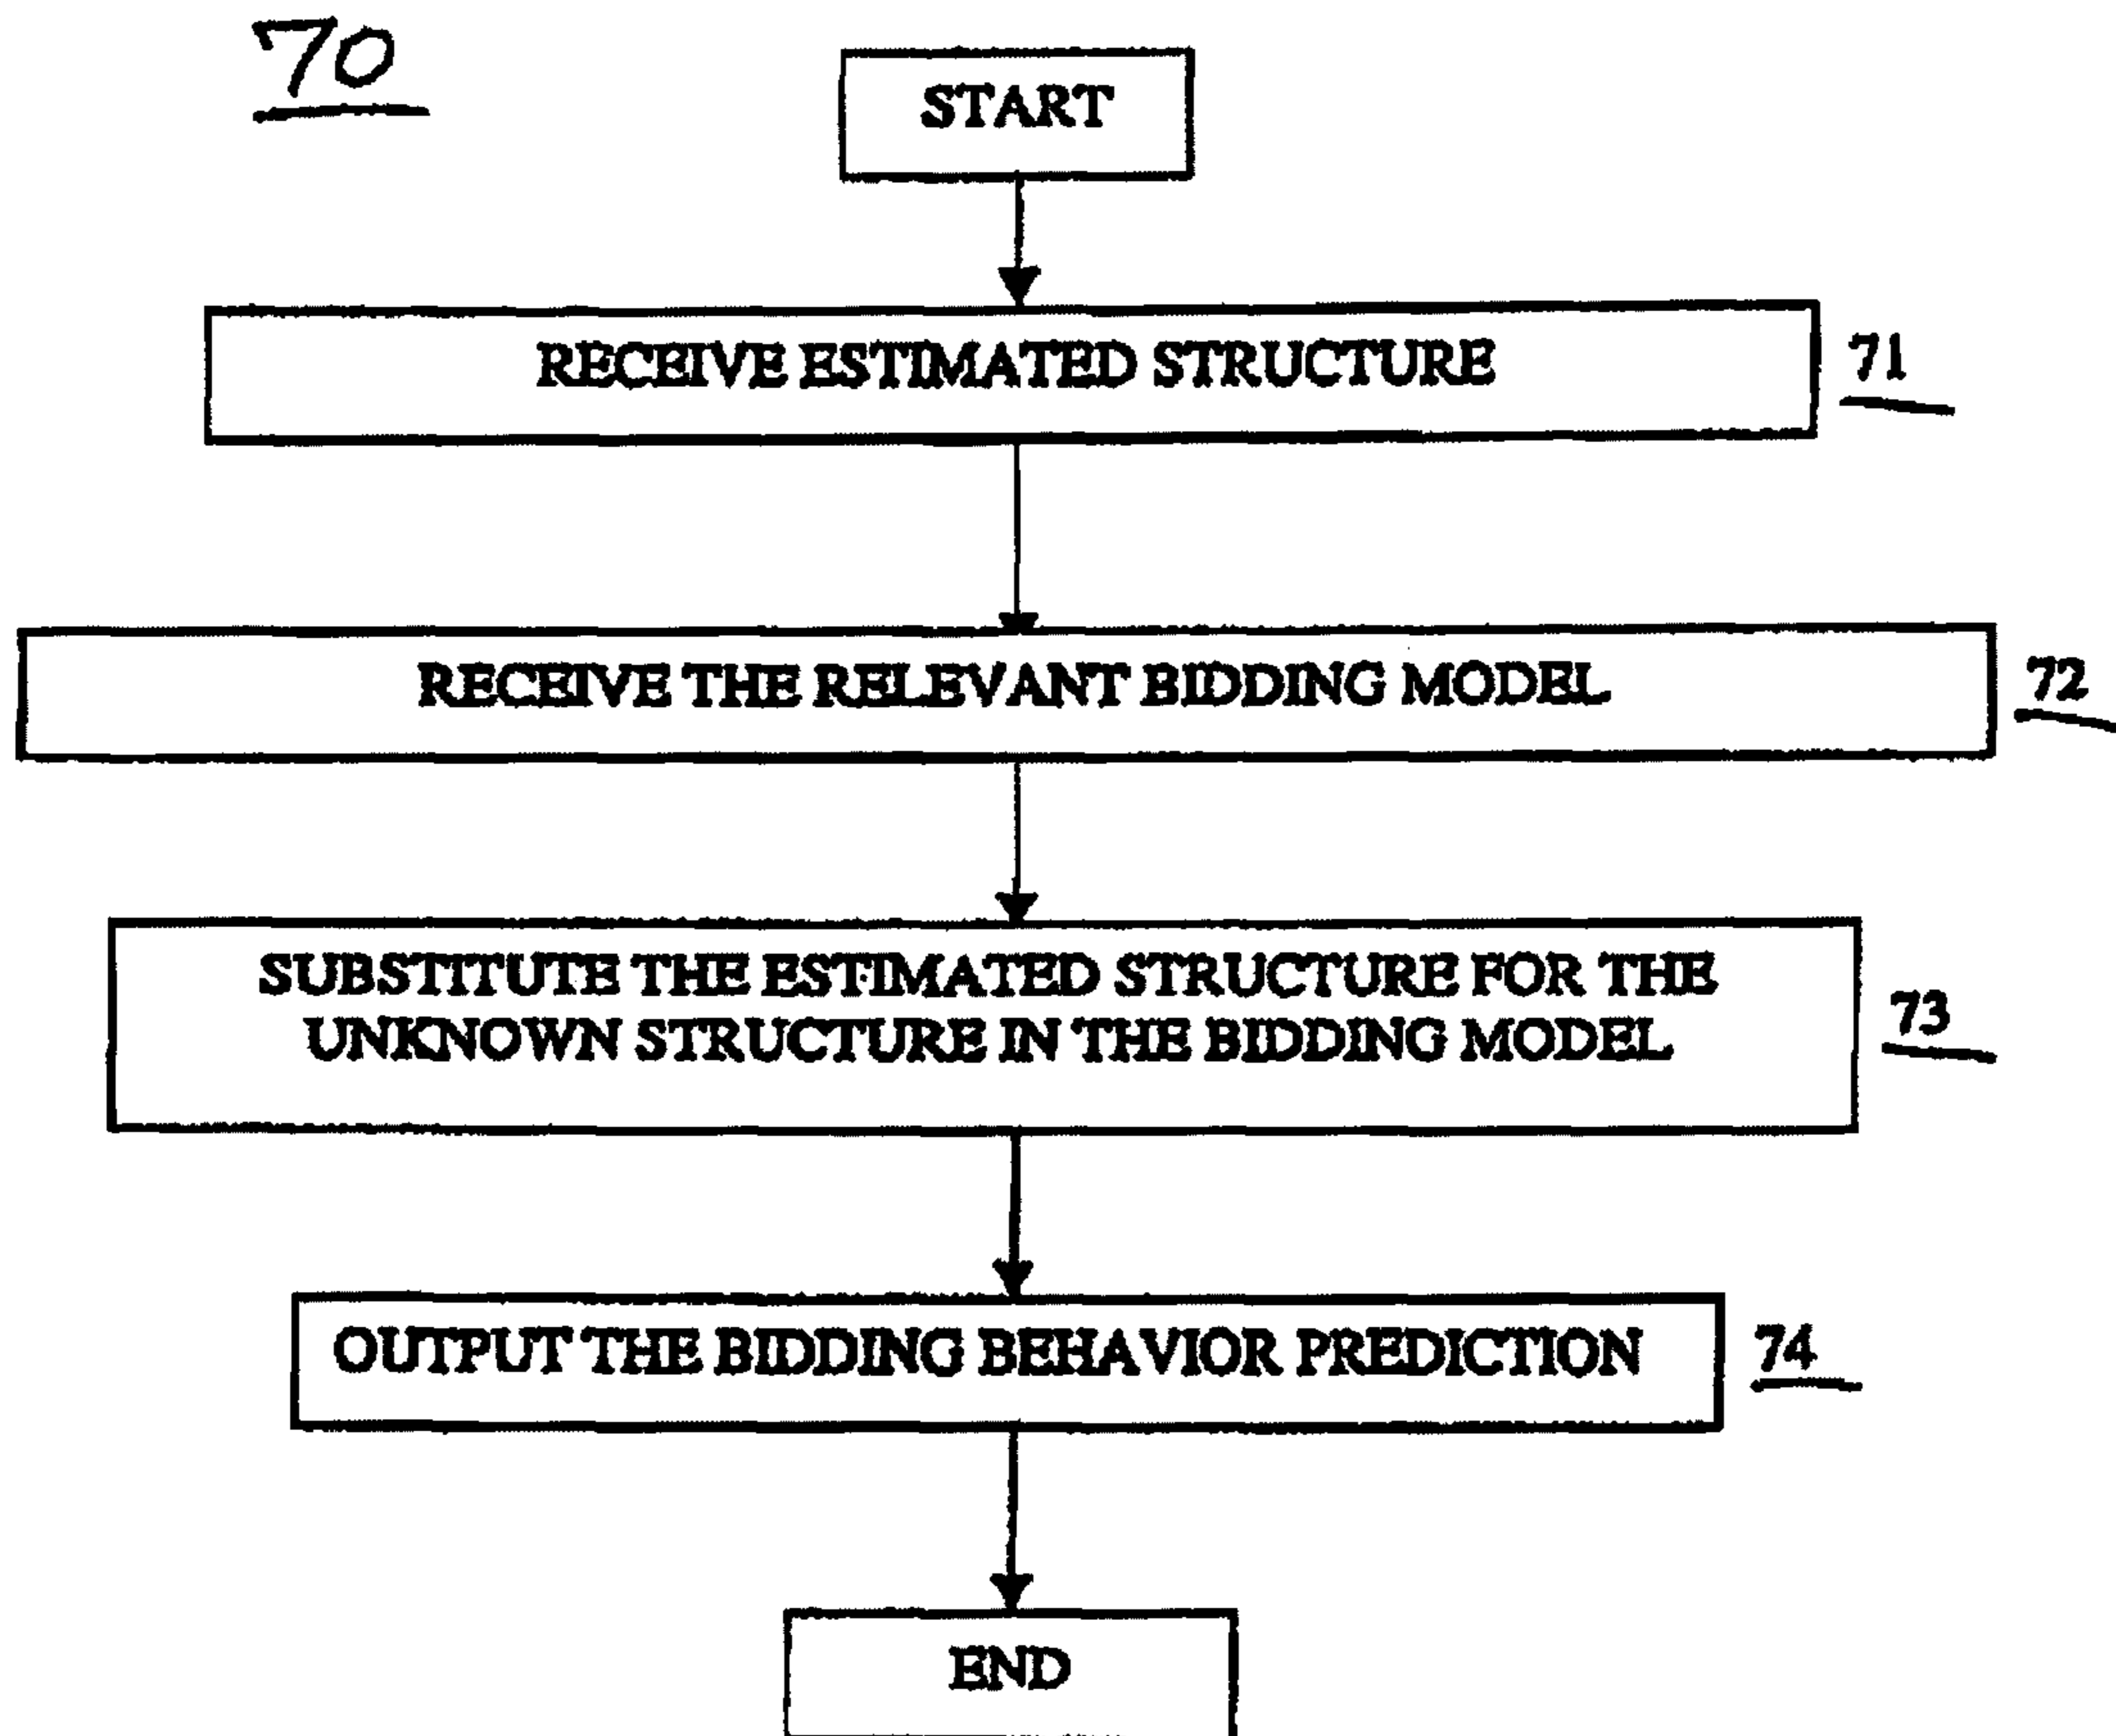 70
START
RECEIVE ESTIMATED STRUCTURE
71
RECEIVE THE RELEVANT BIDDING MODEL
72
SUBSTITUTE THE ESTIMATED STRUCTURE FOR THE
UNKNOWN STRUCTURE IN THE BIDDING MODEL
73
OUTPUT THE BIDDING BEHAVIOR PREDICTION
74
END